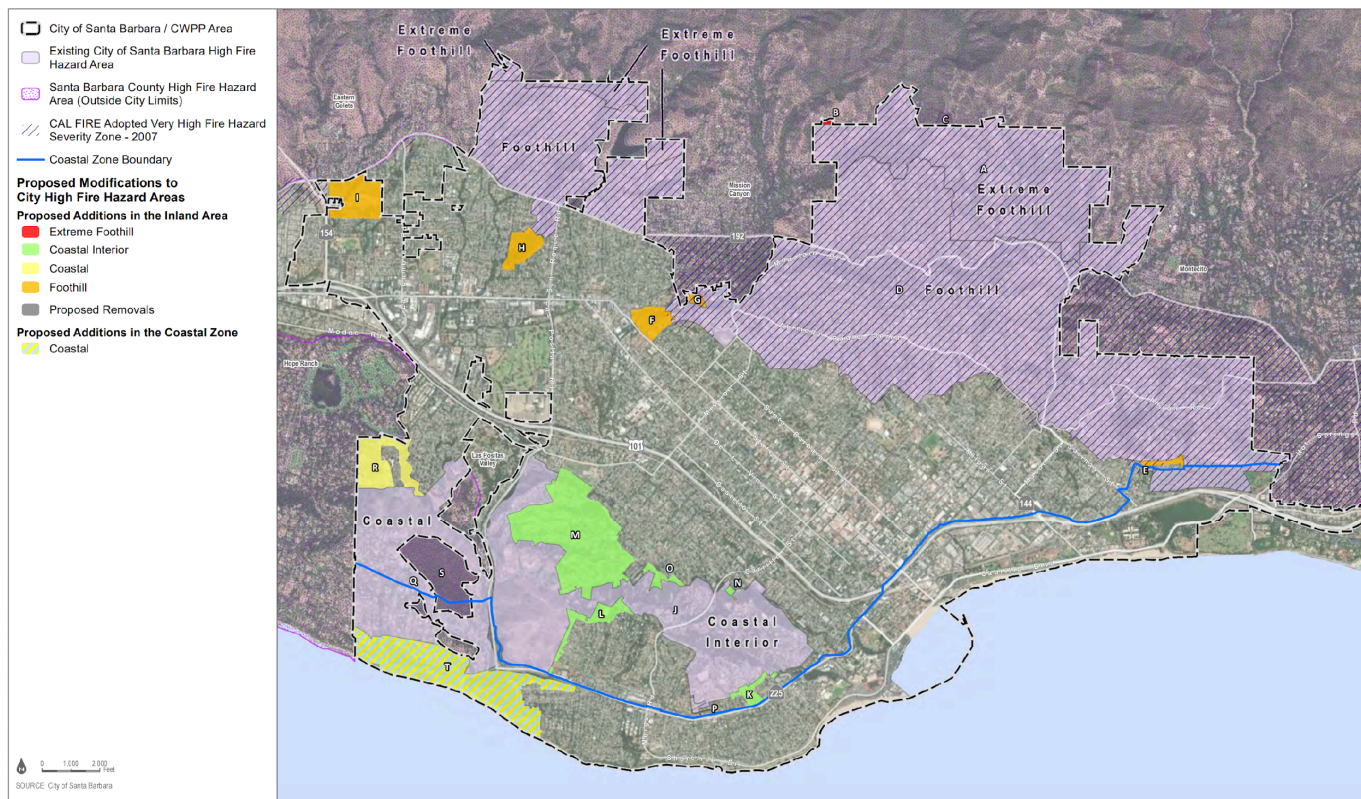 City of Santa Barbara / CWPP Area
Existing City of Santa Barbara High Fire
Hazard Area
Santa Barbara County High Fire Hazard
Area (Outside City Limits)
CAL FIRE Adopted Very High Fire Hazard
Severity Zone - 2007
Coastal Zone Boundary
Proposed Modifications to
City High Fire Hazard Areas
Proposed Additions in the Inland Area
Extreme Foothill
Coastal Interior
Coastal
Foothill
Proposed Removals
Proposed Additions in the Coastal Zone
Coastal
0 1,000 2,000
Feet
SOURCE: City of Santa Barbara
Extreme
Foothill
Extreme
Foothill
Eastern
Goleta
B
C
Foothill
A
Extreme
Foothill
Mission
Canyon
I
154
192
H
Montecito
D
Foothill
G
F
Modoc
Hope Ranch
101
Las Positas
Valley
R
E
144
Coastal
M
S
Q
O
N
L
J
Coastal
Interior
T
K
225
P